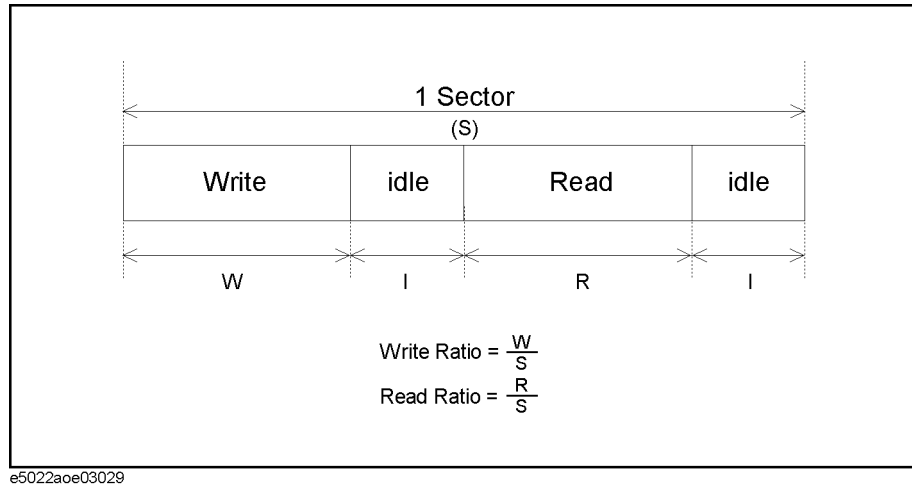 1 Sector
(S)
Write idle Read idle
W I R I
Write Ratio = W/S
Read Ratio = R/S
e5022aoe03029